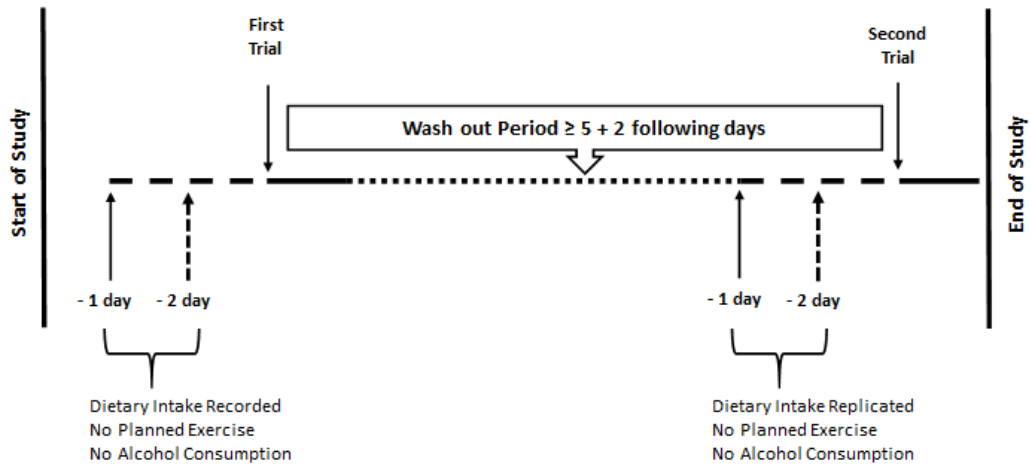 Start of Study
First
Trial
Wash out Period ≥ 5 + 2 following days
Second
Trial
End of Study
- 1 day
- 2 day
- 1 day
- 2 day
Dietary Intake Recorded
No Planned Exercise
No Alcohol Consumption
Dietary Intake Replicated
No Planned Exercise
No Alcohol Consumption